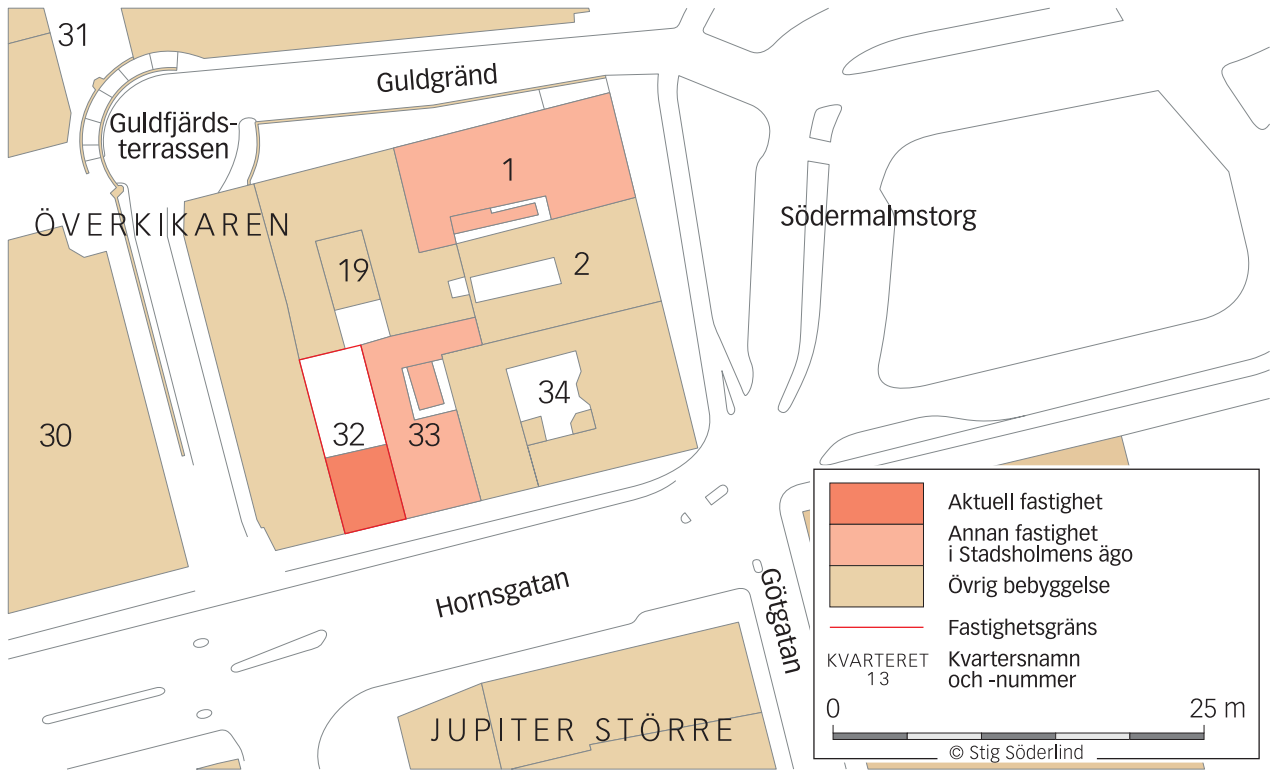 31
Guldgränd
Guldfjärds-
terrassen
1
ÖVERKIKAREN
Södermalmstorg
19
2
34
30
32
33
Aktuell fastighet
Annan fastighet
i Stadsholmens ägo
Övrig bebyggelse
Fastighetsgräns
KVARTERET
13
Kvartersnamn
och -nummer
0
25 m
© Stig Söderlind
Hornsgatan
Götgatan
JUPITER STÖRRE